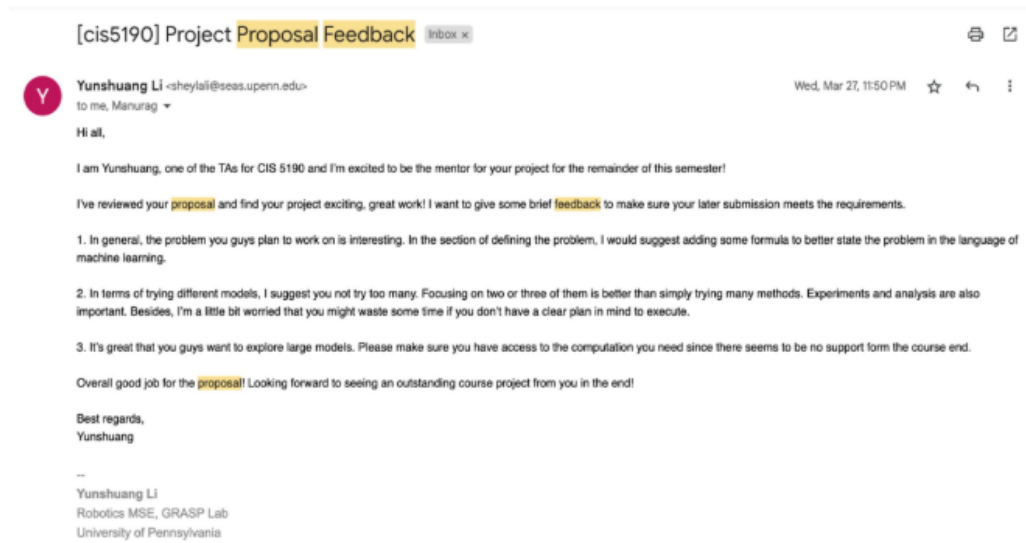 [cis5190] Project Proposal Feedback Inbox ×
Yunshuang Li <sheylali@seas.upenn.edu> Wed, Mar 27, 11:50 PM
to me, Manurag
Y
Hi all,
I am Yunshuang, one of the TAs for CIS 5190 and I'm excited to be the mentor for your project for the remainder of this semester!
I've reviewed your proposal and find your project exciting, great work! I want to give some brief feedback to make sure your later submission meets the requirements.
1. In general, the problem you guys plan to work on is interesting. In the section of defining the problem, I would suggest adding some formula to better state the problem in the language of
machine learning.
2. In terms of trying different models, I suggest you not try too many. Focusing on two or three of them is better than simply trying many methods. Experiments and analysis are also
important. Besides, I'm a little bit worried that you might waste some time if you don't have a clear plan in mind to execute.
3. It's great that you guys want to explore large models. Please make sure you have access to the computation you need since there seems to be no support form the course end.
Overall good job for the proposal! Looking forward to seeing an outstanding course project from you in the end!
Best regards,
Yunshuang
--
Yunshuang Li
Robotics MSE, GRASP Lab
University of Pennsylvania